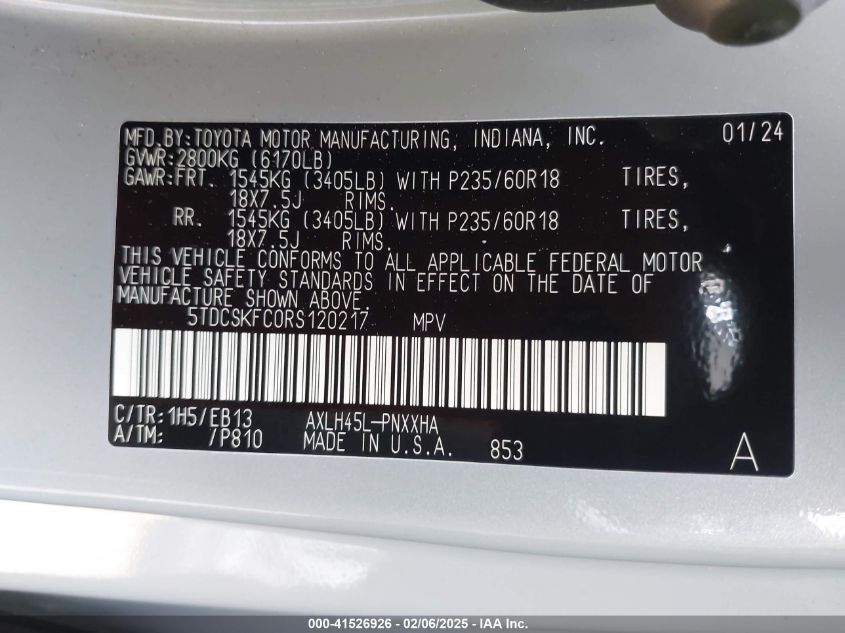 MFD.BY:TOYOTA MOTOR MANUFACTURING, INDIANA, INC. 01/24
GVWR:2800KG (6170LB)
GAWR:FRT. 1545KG (3405LB) WITH P235/60R18 TIRES,
18X7.5J RIMS.
RR. 1545KG (3405LB) WITH P235/60R18 TIRES,
18X7.5J RIMS.
THIS VEHICLE CONFORMS TO ALL APPLICABLE FEDERAL MOTOR
VEHICLE SAFETY STANDARDS IN EFFECT ON THE DATE OF
MANUFACTURE SHOWN ABOVE.
5TDCSKFC0RS120217 MPV
C/TR:1H5/EB13 AXLH45L-PNXXHA
A/TM: /P810 MADE IN U.S.A. 853 A
000-41526926 - 02/06/2025 - IAA Inc.